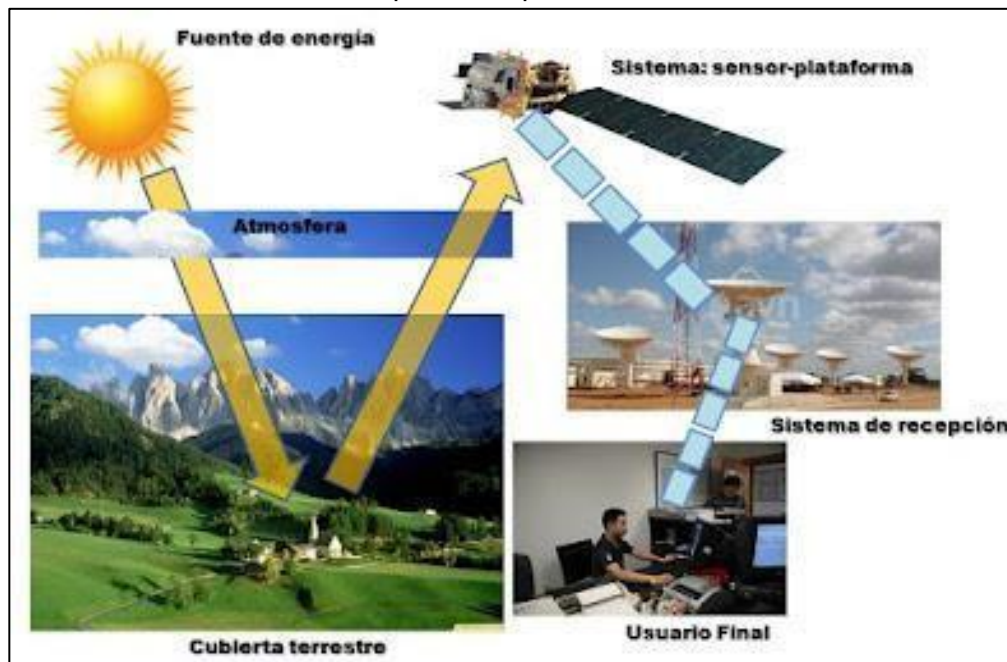 Fuente de energía
Sistema: sensor-plataforma
Atmosfera
Sistema de recepción
Usuario Final
Cubierta terrestre